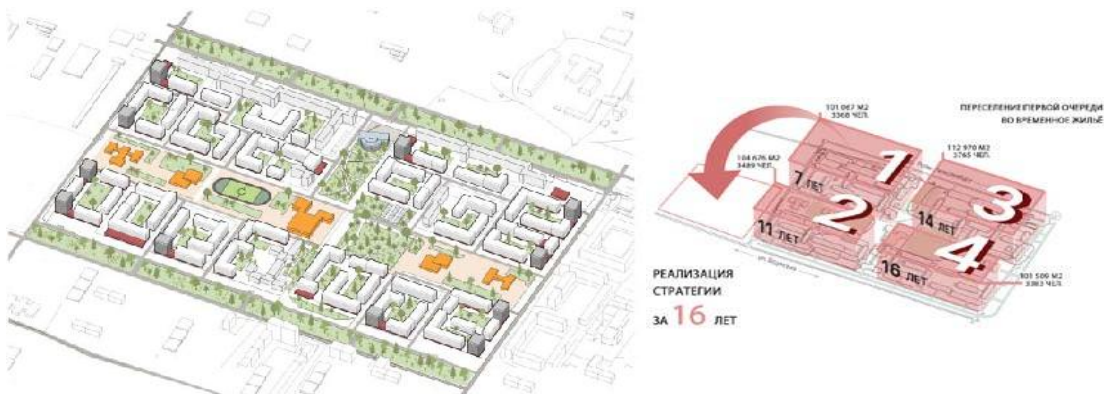 101 067 М2
3368 ЧЕЛ.
ПЕРЕСЕЛЕНИЕ ПЕРВОЙ ОЧЕРЕДИ
ВО ВРЕМЕННОЕ ЖИЛЬЁ
112 970 М2
3765 ЧЕЛ.
104 676 М2
3489 ЧЕЛ.
1
7 ЛЕТ
3
2
14 ЛЕТ
11 ЛЕТ
4
16 ЛЕТ
101 509 М2
3383 ЧЕЛ.
РЕАЛИЗАЦИЯ
СТРАТЕГИИ
ЗА 16 ЛЕТ